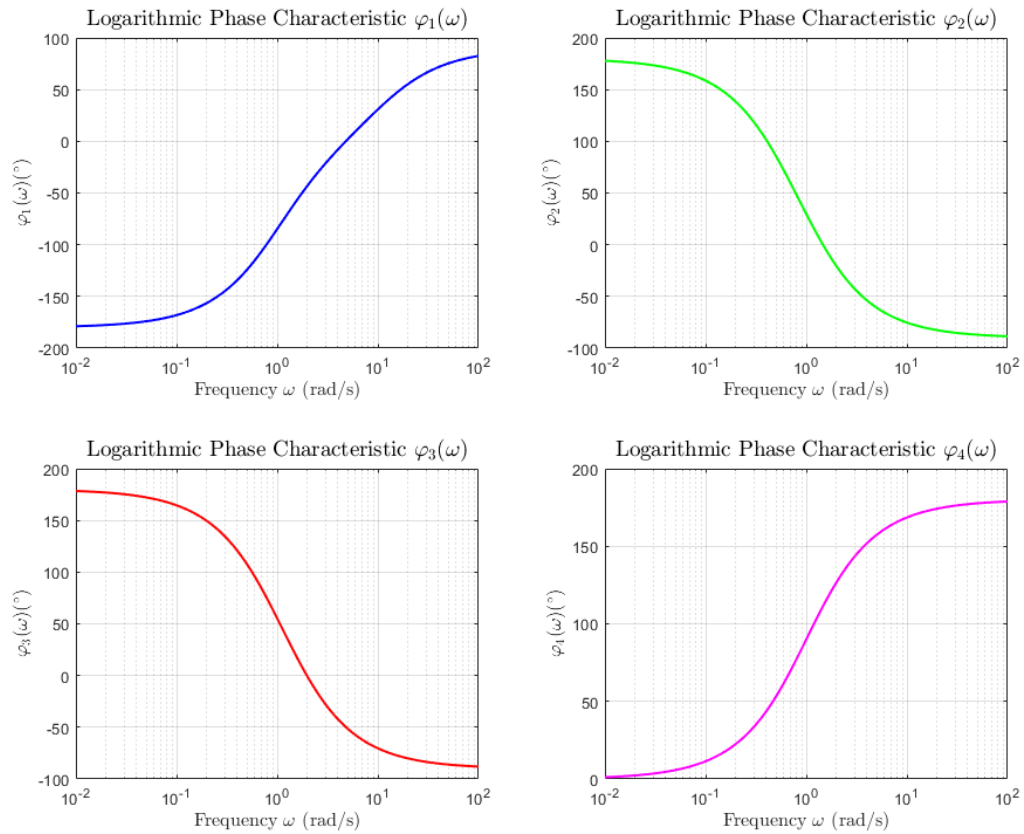 Logarithmic Phase Characteristic φ₁(ω)
100
50
0
-50
-100
-150
-200
φ₁(ω)(°)
10⁻² 10⁻¹ 10⁰ 10¹ 10²
Frequency ω (rad/s)
Logarithmic Phase Characteristic φ₂(ω)
200
150
100
50
0
-50
-100
φ₂(ω)(°)
10⁻² 10⁻¹ 10⁰ 10¹ 10²
Frequency ω (rad/s)
Logarithmic Phase Characteristic φ₃(ω)
200
150
100
50
0
-50
-100
φ₃(ω)(°)
10⁻² 10⁻¹ 10⁰ 10¹ 10²
Frequency ω (rad/s)
Logarithmic Phase Characteristic φ₄(ω)
200
150
100
50
0
φ₄(ω)(°)
10⁻² 10⁻¹ 10⁰ 10¹ 10²
Frequency ω (rad/s)